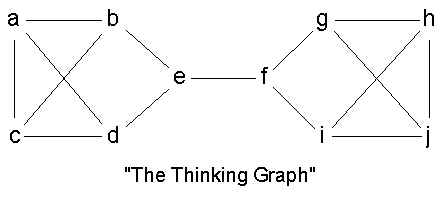 a b g h
e f
c d i j
"The Thinking Graph"